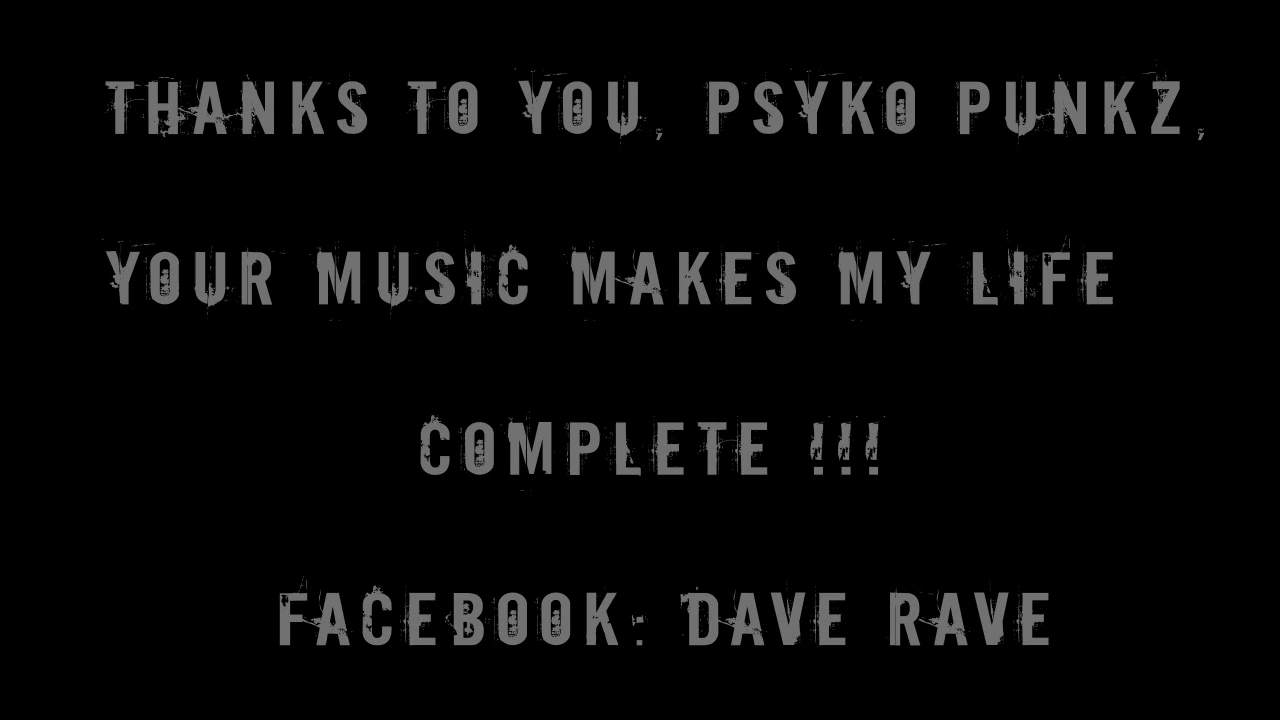 THANKS TO YOU, PSYKO PUNKZ,
YOUR MUSIC MAKES MY LIFE
COMPLETE !!!
FACEBOOK: DAVE RAVE